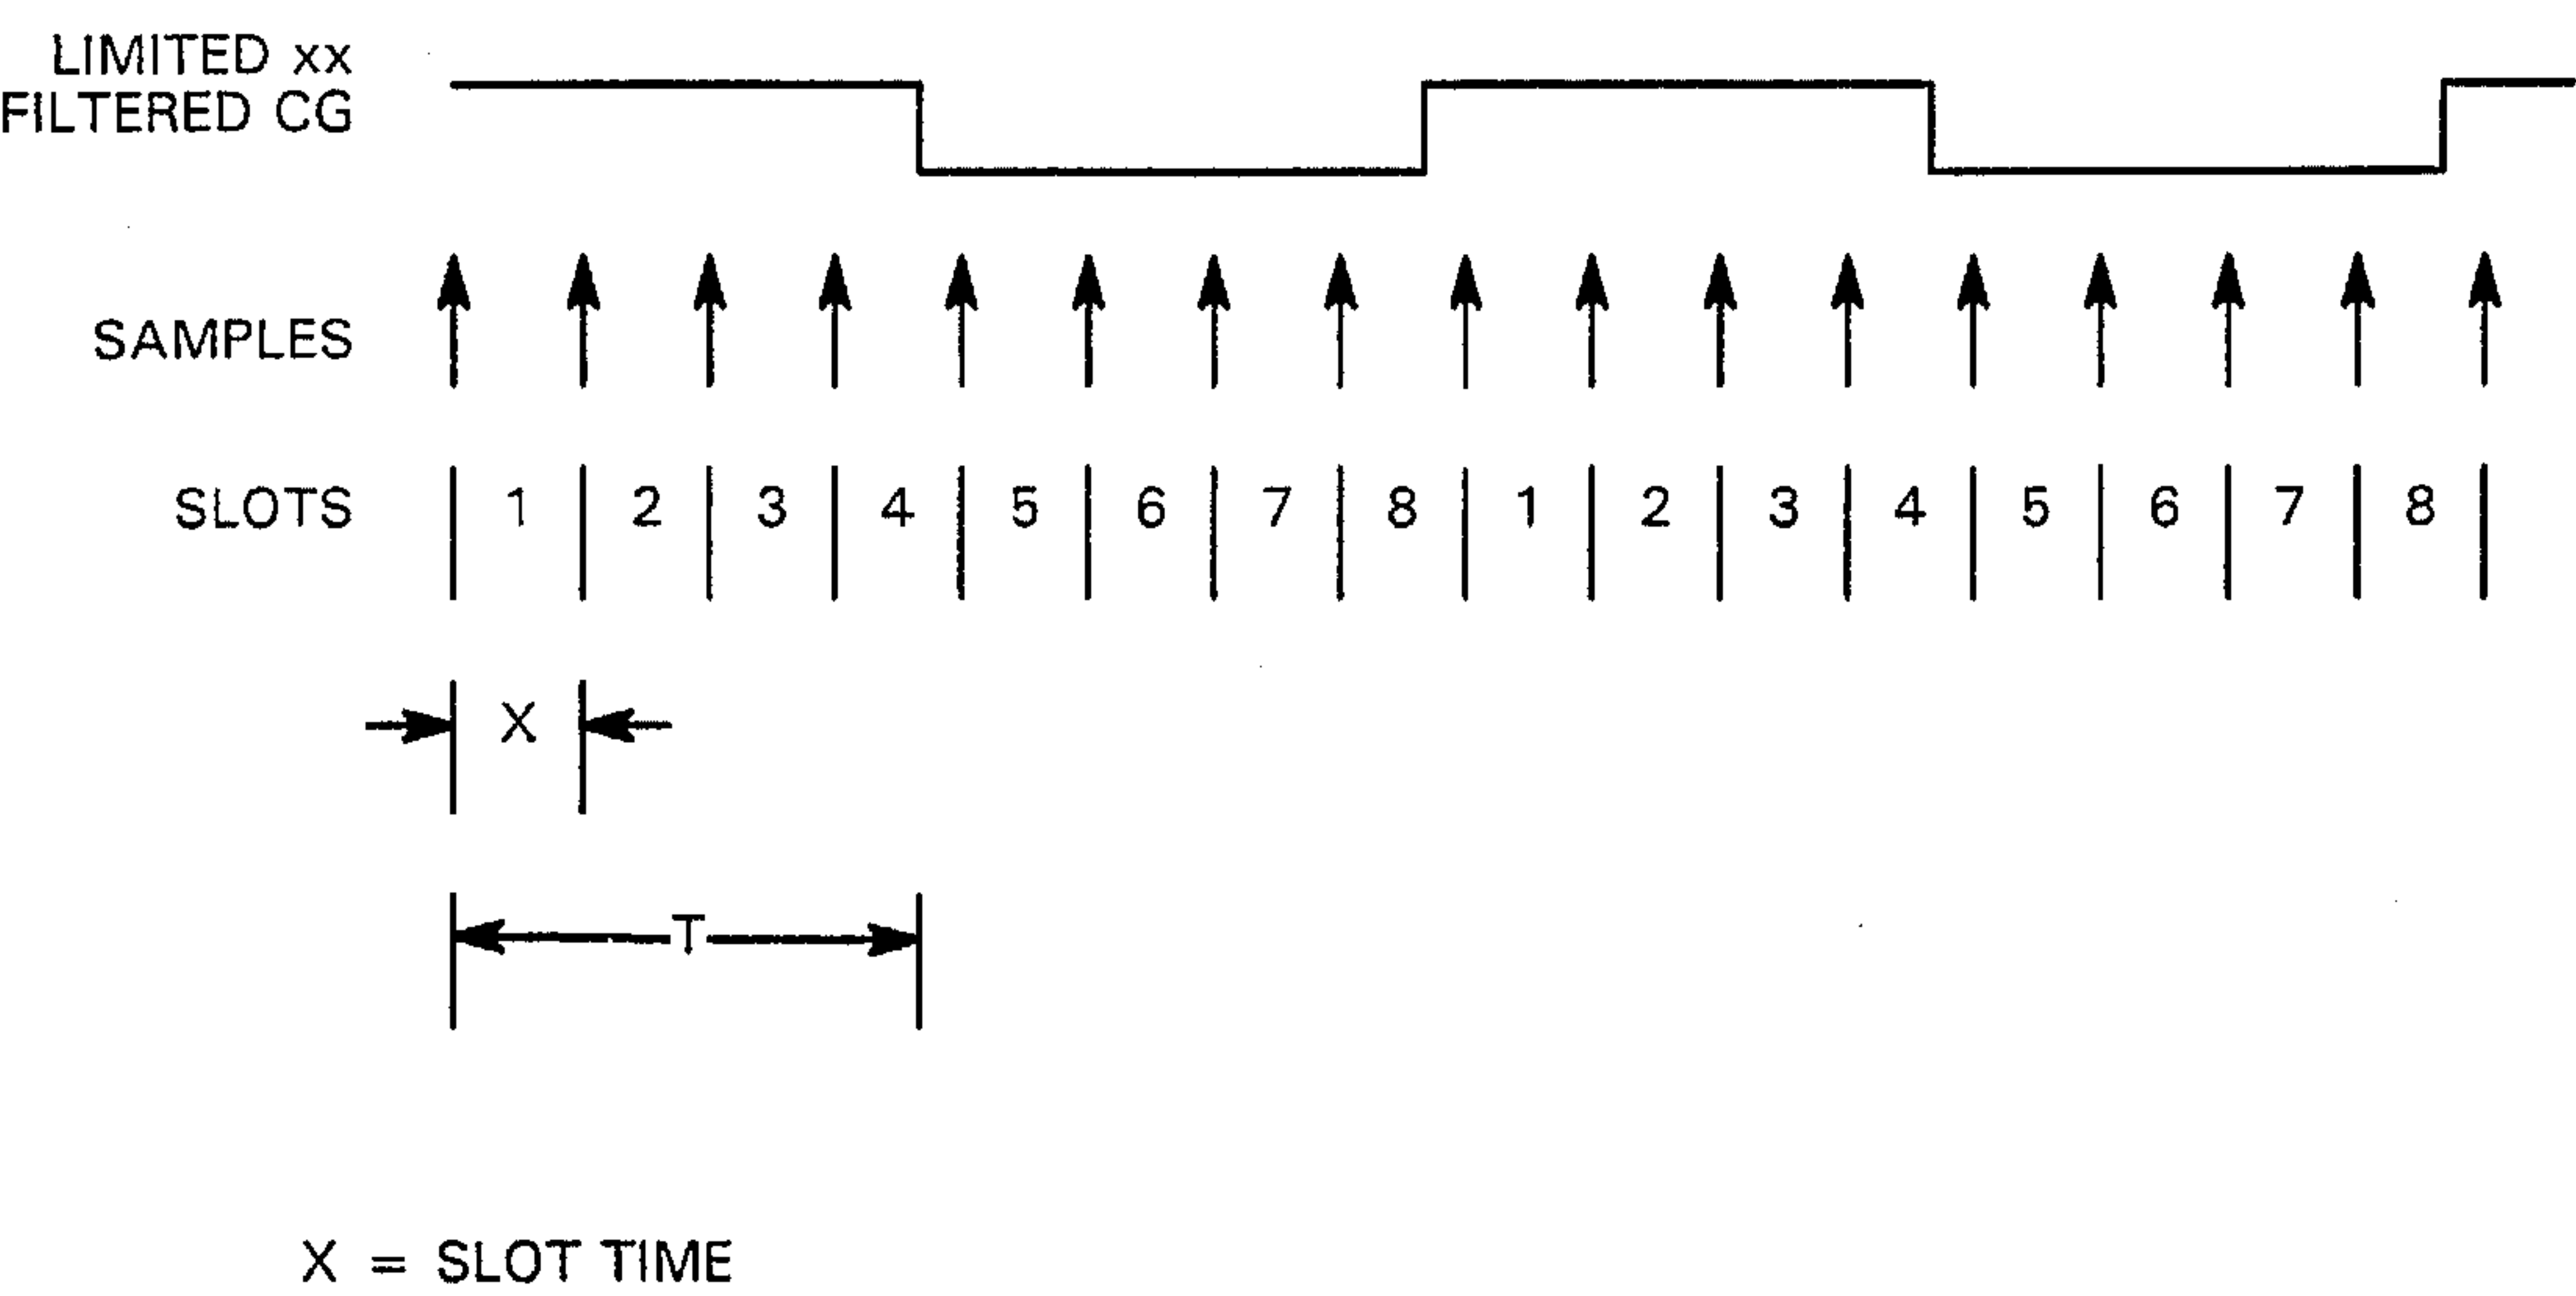 LIMITED xx
FILTERED CG
SAMPLES
SLOTS 1 2 3 4 5 6 7 8 1 2 3 4 5 6 7 8
X
T
X = SLOT TIME